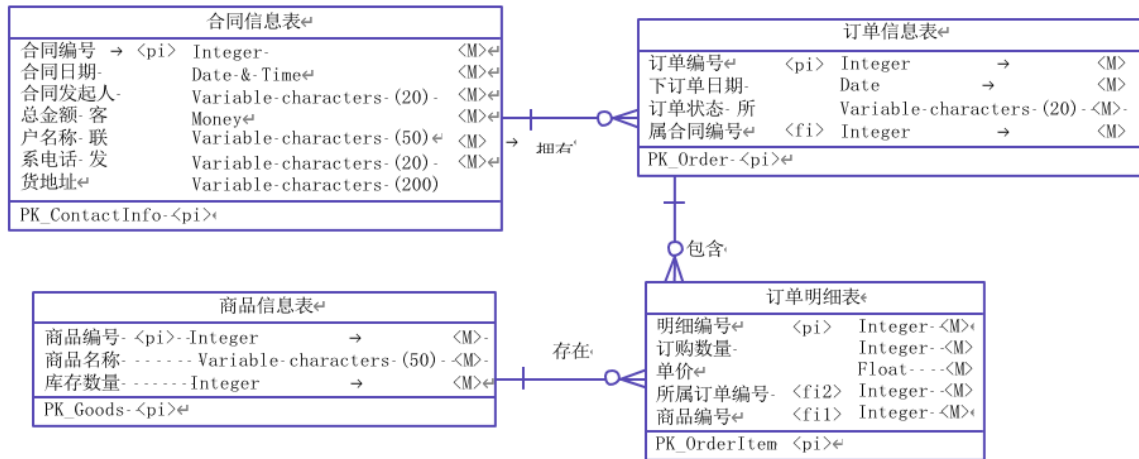 合同信息表↵
合同编号 → <pi> Integer- <M>↵
合同日期- Date-&-Time↵ <M>↵
合同发起人- Variable-characters-(20)- <M>↵
总金额-客 Money↵ <M>↵
户名称-联 Variable-characters-(50)↵ <M> →
系电话-发 Variable-characters-(20)- <M>↵
货地址↵ Variable-characters-(200)
PK_ContactInfo-<pi>
拥有
订单信息表↵
订单编号↵ <pi> Integer → <M>
下订单日期- Date → <M>
订单状态-所 Variable-characters-(20)-<M>-
属合同编号↵ <fi> Integer → <M>
PK_Order-<pi>↵
包含
商品信息表↵
商品编号-<pi>--Integer → <M>-
商品名称-------Variable-characters-(50)-<M>-
库存数量-------Integer → <M>↵
PK_Goods-<pi>↵
存在
订单明细表
明细编号↵ <pi> Integer-<M>
订购数量- Integer--<M>
单价↵ Float----<M>
所属订单编号-<fi2> Integer-<M>
商品编号↵ <fi1> Integer-<M>
PK_OrderItem <pi>↵